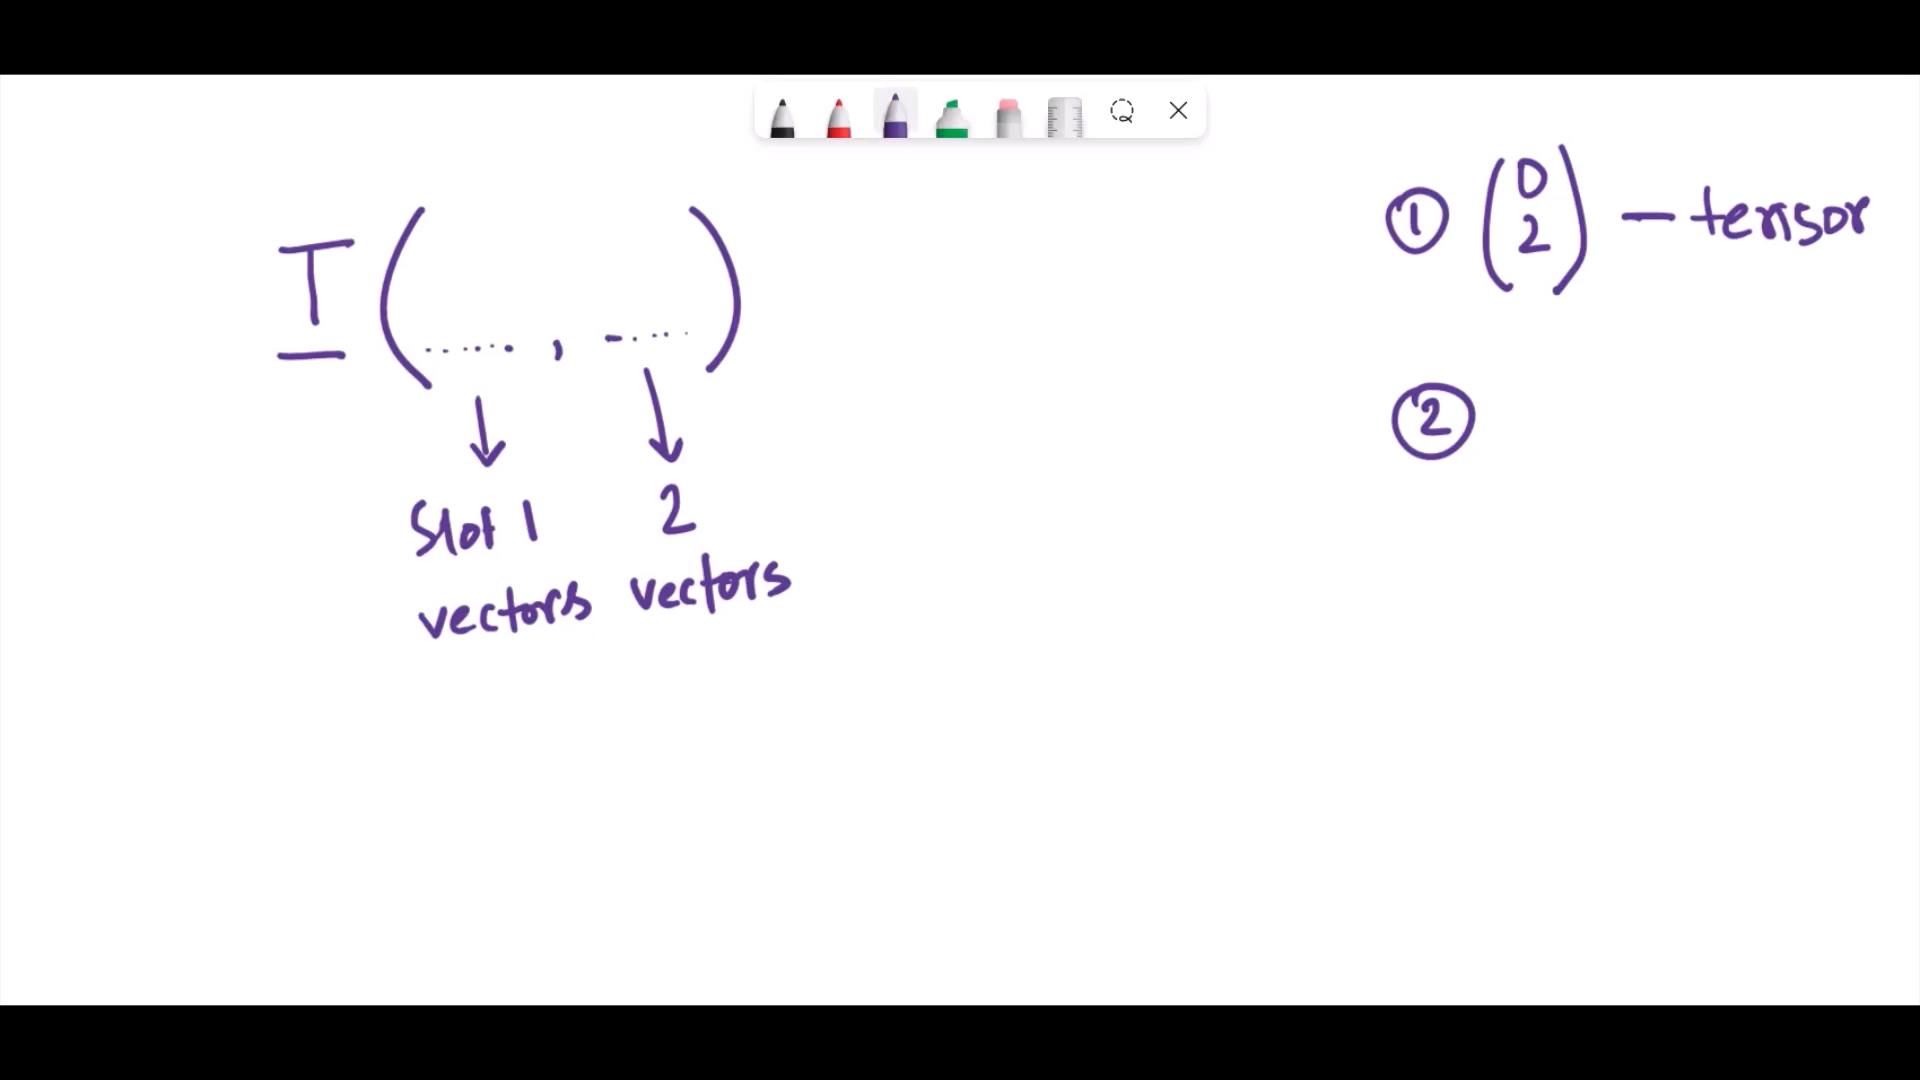 T ( ...... , ...... )
Slot 1 2
vectors vectors
① (0 2) – tensor
②